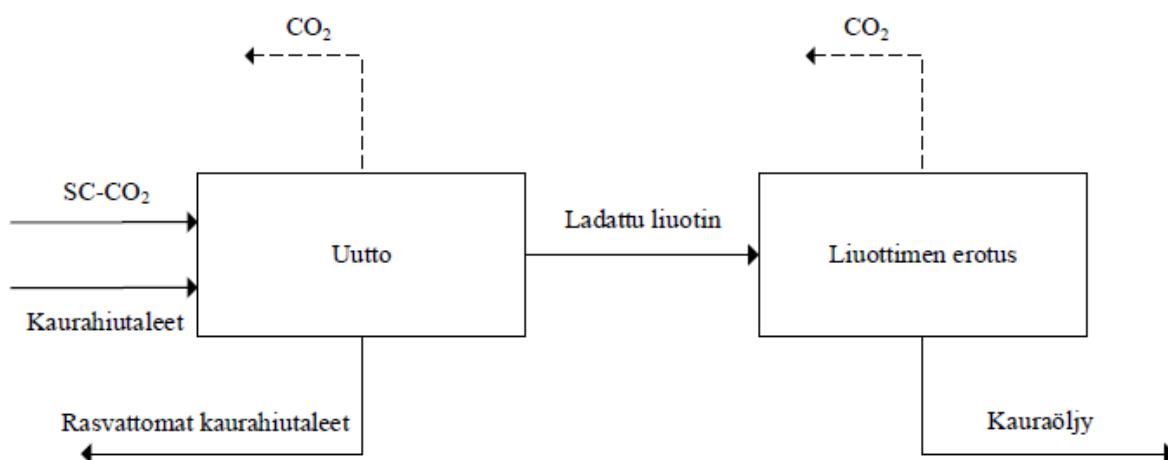 CO₂
CO₂
SC-CO₂
Ladattu liuotin
Uutto
Liuottimen erotus
Kaurahiutaleet
Rasvattomat kaurahiutaleet
Kauraöljy